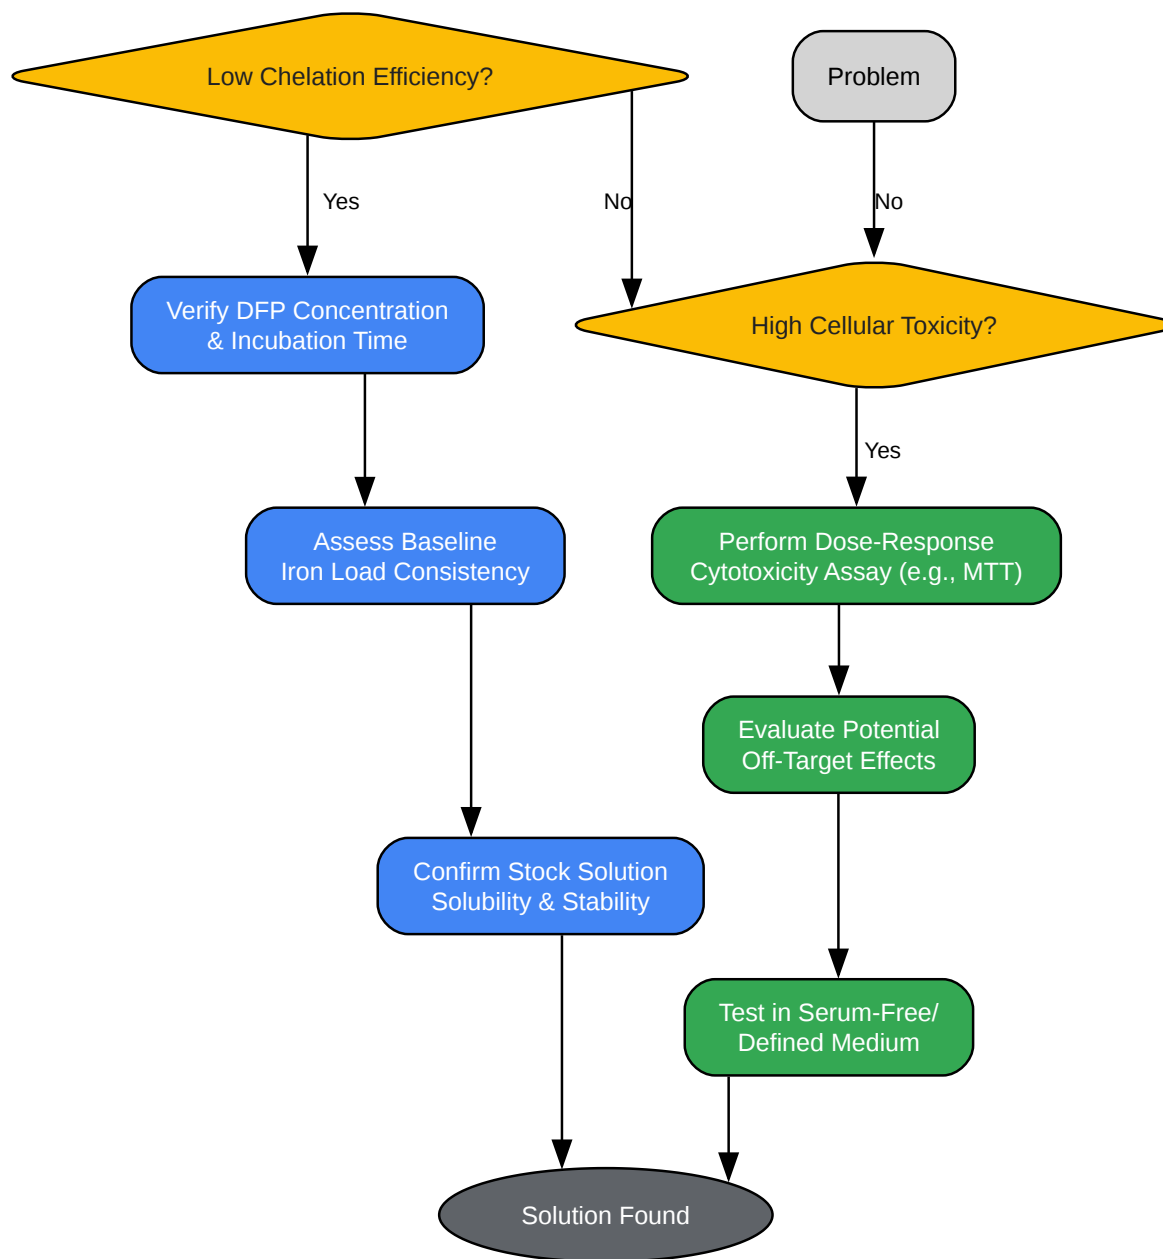 Low Chelation Efficiency?
Problem
Yes
No
No
Verify DFP Concentration
& Incubation Time
High Cellular Toxicity?
Yes
Assess Baseline
Iron Load Consistency
Perform Dose-Response
Cytotoxicity Assay (e.g., MTT)
Evaluate Potential
Off-Target Effects
Confirm Stock Solution
Solubility & Stability
Test in Serum-Free/
Defined Medium
Solution Found